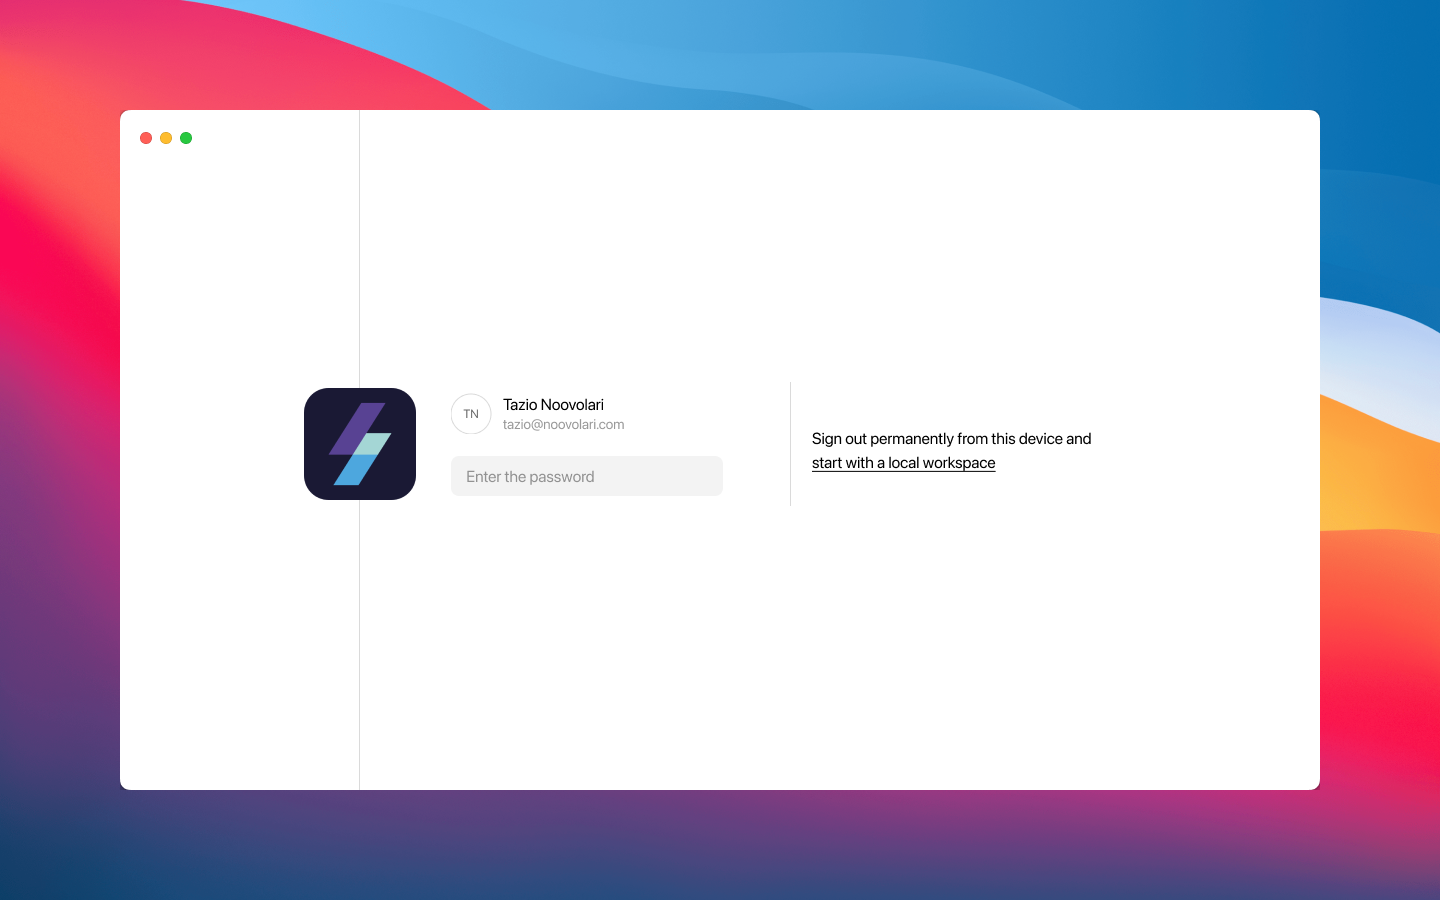 TN
Tazio Noovolari
tazio@noovolari.com
Enter the password
Sign out permanently from this device and
start with a local workspace